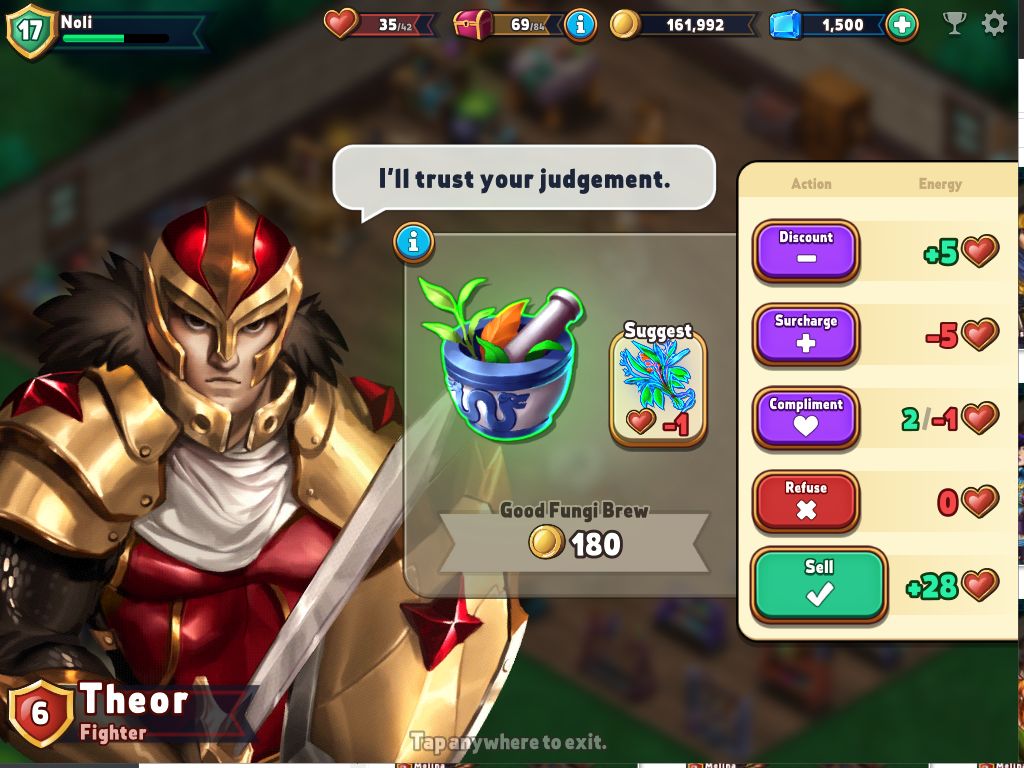 17
Noli
35/42
69/84
i
161,992
1,500
I'll trust your judgement.
Action Energy
i
Discount
+5
Surcharge
-5
Suggest
-1
Compliment
2/-1
Refuse
0
Good Fungi Brew
180
Sell
+28
6
Theor
Fighter
Tap anywhere to exit.